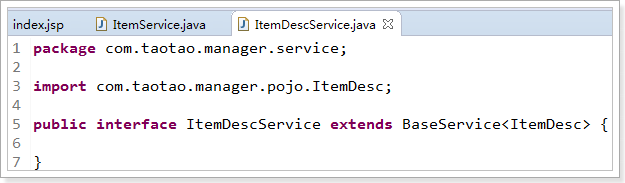 index.jsp ItemService.java ItemDescService.java
1 package com.taotao.manager.service;
2
3 import com.taotao.manager.pojo.ItemDesc;
4
5 public interface ItemDescService extends BaseService<ItemDesc> {
6
7 }